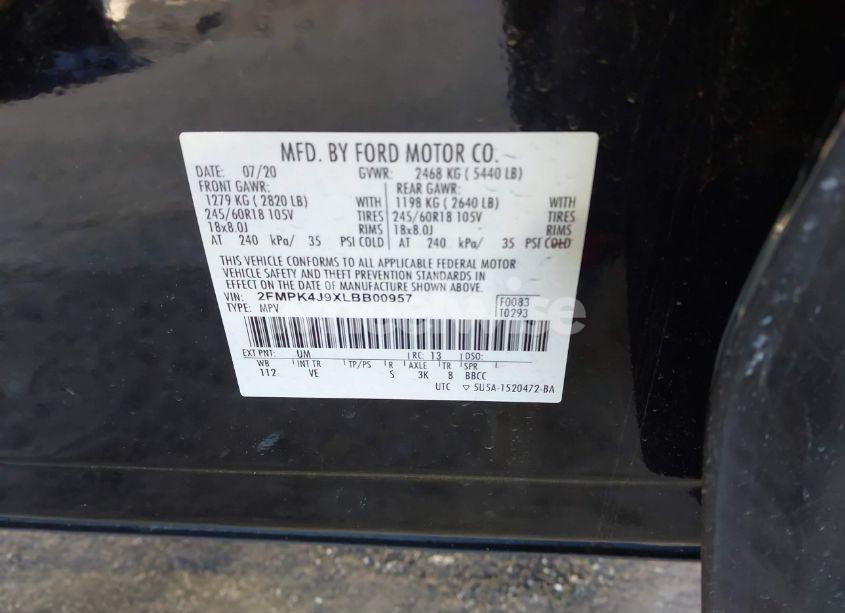 MFD. BY FORD MOTOR CO.
DATE: 07/20 GVWR: 2468 KG ( 5440 LB)
FRONT GAWR: REAR GAWR:
1279 KG ( 2820 LB) WITH 1198 KG ( 2640 LB) WITH
245/60R18 105V TIRES 245/60R18 105V TIRES
18x8.0J RIMS 18x8.0J RIMS
AT 240 kPa/ 35 PSI COLD AT 240 kPa/ 35 PSI COLD
THIS VEHICLE CONFORMS TO ALL APPLICABLE FEDERAL MOTOR
VEHICLE SAFETY AND THEFT PREVENTION STANDARDS IN
EFFECT ON THE DATE OF MANUFACTURE SHOWN ABOVE.
VIN: 2FMPK4J9XLBB00957 F0083
TYPE: MPV T0293
EXT PNT: UM RC: 13 DSO:
WB INT TR TP/PS R AXLE TR SPR
112 VE S 3K 8 BBCC
UTC ▽ 5U5A-1520472-BA